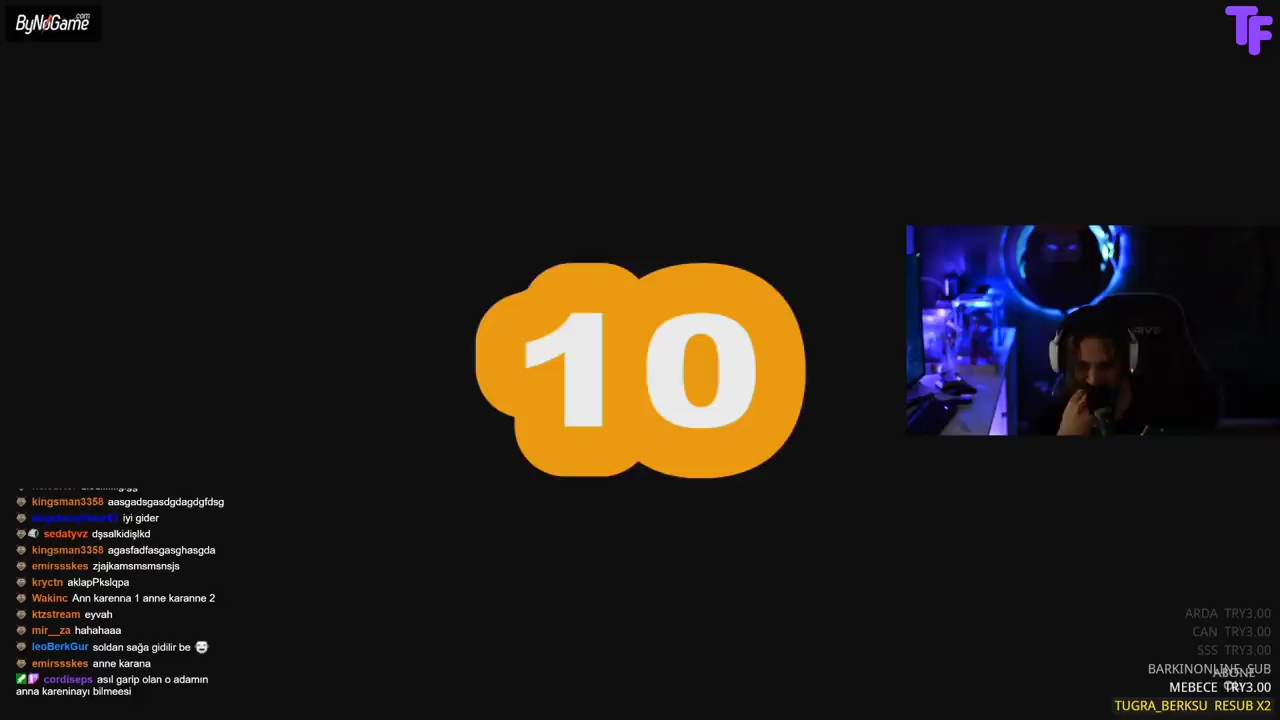 ByNoGame.com
TF
10
kingsman3358 aasgadsgasdgdagdgfdsg
iyi gider
sedatyvz dşsalkidişlkd
kingsman3358 agasfadfasgasghasgda
emirssskes zjajkamsmsmsnsjs
kryctn aklapPkslqpa
Wakinc Ann karenna 1 anne karanne 2
ktzstream eyvah
mir__za hahahaaa
leoBerkGur soldan sağa gidilir be
emirssskes anne karana
cordiseps asıl garip olan o adamın
anna kareninayı bilmeesi
ARDA TRY3.00
CAN TRY3.00
SSS TRY3.00
BARKINONLINE SUB
ABONE
MEBECE TRY3.00
TUGRA_BERKSU RESUB X2